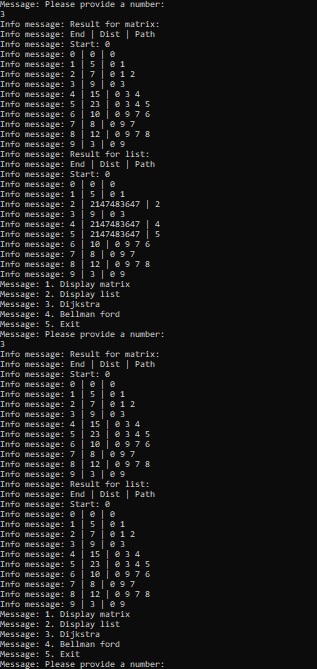 Message: Please provide a number:
3
Info message: Result for matrix:
Info message: End | Dist | Path
Info message: Start: 0
Info message: 0 | 0 | 0
Info message: 1 | 5 | 0 1
Info message: 2 | 7 | 0 1 2
Info message: 3 | 9 | 0 3
Info message: 4 | 15 | 0 3 4
Info message: 5 | 23 | 0 3 4 5
Info message: 6 | 10 | 0 9 7 6
Info message: 7 | 8 | 0 9 7
Info message: 8 | 12 | 0 9 7 8
Info message: 9 | 3 | 0 9
Info message: Result for list:
Info message: End | Dist | Path
Info message: Start: 0
Info message: 0 | 0 | 0
Info message: 1 | 5 | 0 1
Info message: 2 | 2147483647 | 2
Info message: 3 | 9 | 0 3
Info message: 4 | 2147483647 | 4
Info message: 5 | 2147483647 | 5
Info message: 6 | 10 | 0 9 7 6
Info message: 7 | 8 | 0 9 7
Info message: 8 | 12 | 0 9 7 8
Info message: 9 | 3 | 0 9
Message: 1. Display matrix
Message: 2. Display list
Message: 3. Dijkstra
Message: 4. Bellman ford
Message: 5. Exit
Message: Please provide a number:
3
Info message: Result for matrix:
Info message: End | Dist | Path
Info message: Start: 0
Info message: 0 | 0 | 0
Info message: 1 | 5 | 0 1
Info message: 2 | 7 | 0 1 2
Info message: 3 | 9 | 0 3
Info message: 4 | 15 | 0 3 4
Info message: 5 | 23 | 0 3 4 5
Info message: 6 | 10 | 0 9 7 6
Info message: 7 | 8 | 0 9 7
Info message: 8 | 12 | 0 9 7 8
Info message: 9 | 3 | 0 9
Info message: Result for list:
Info message: End | Dist | Path
Info message: Start: 0
Info message: 0 | 0 | 0
Info message: 1 | 5 | 0 1
Info message: 2 | 7 | 0 1 2
Info message: 3 | 9 | 0 3
Info message: 4 | 15 | 0 3 4
Info message: 5 | 23 | 0 3 4 5
Info message: 6 | 10 | 0 9 7 6
Info message: 7 | 8 | 0 9 7
Info message: 8 | 12 | 0 9 7 8
Info message: 9 | 3 | 0 9
Message: 1. Display matrix
Message: 2. Display list
Message: 3. Dijkstra
Message: 4. Bellman ford
Message: 5. Exit
Message: Please provide a number: